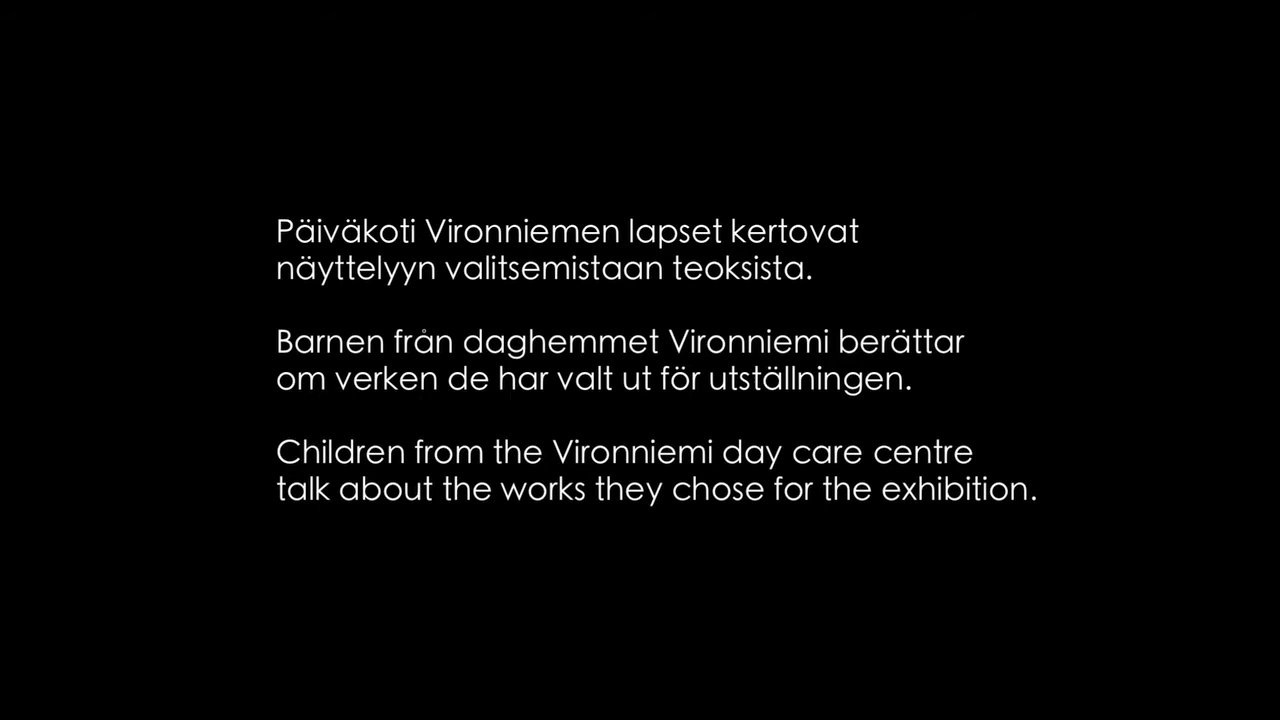 Päiväkoti Vironniemen lapset kertovat
näyttelyyn valitsemistaan teoksista.
Barnen från daghemmet Vironniemi berättar
om verken de har valt ut för utställningen.
Children from the Vironniemi day care centre
talk about the works they chose for the exhibition.